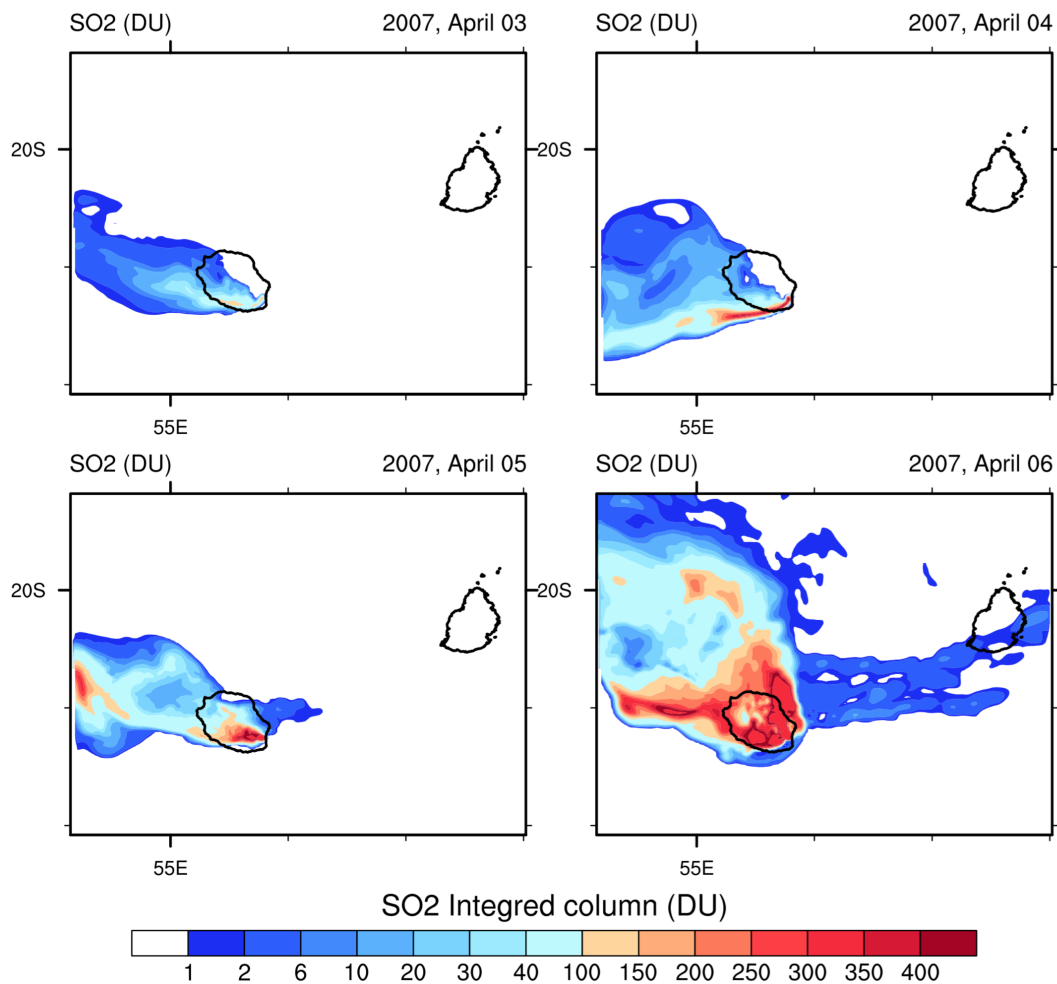 SO2 (DU) 2007, April 03
20S
55E
SO2 (DU) 2007, April 04
20S
55E
SO2 (DU) 2007, April 05
20S
55E
SO2 (DU) 2007, April 06
20S
55E
SO2 Integred column (DU)
1 2 6 10 20 30 40 100 150 200 250 300 350 400